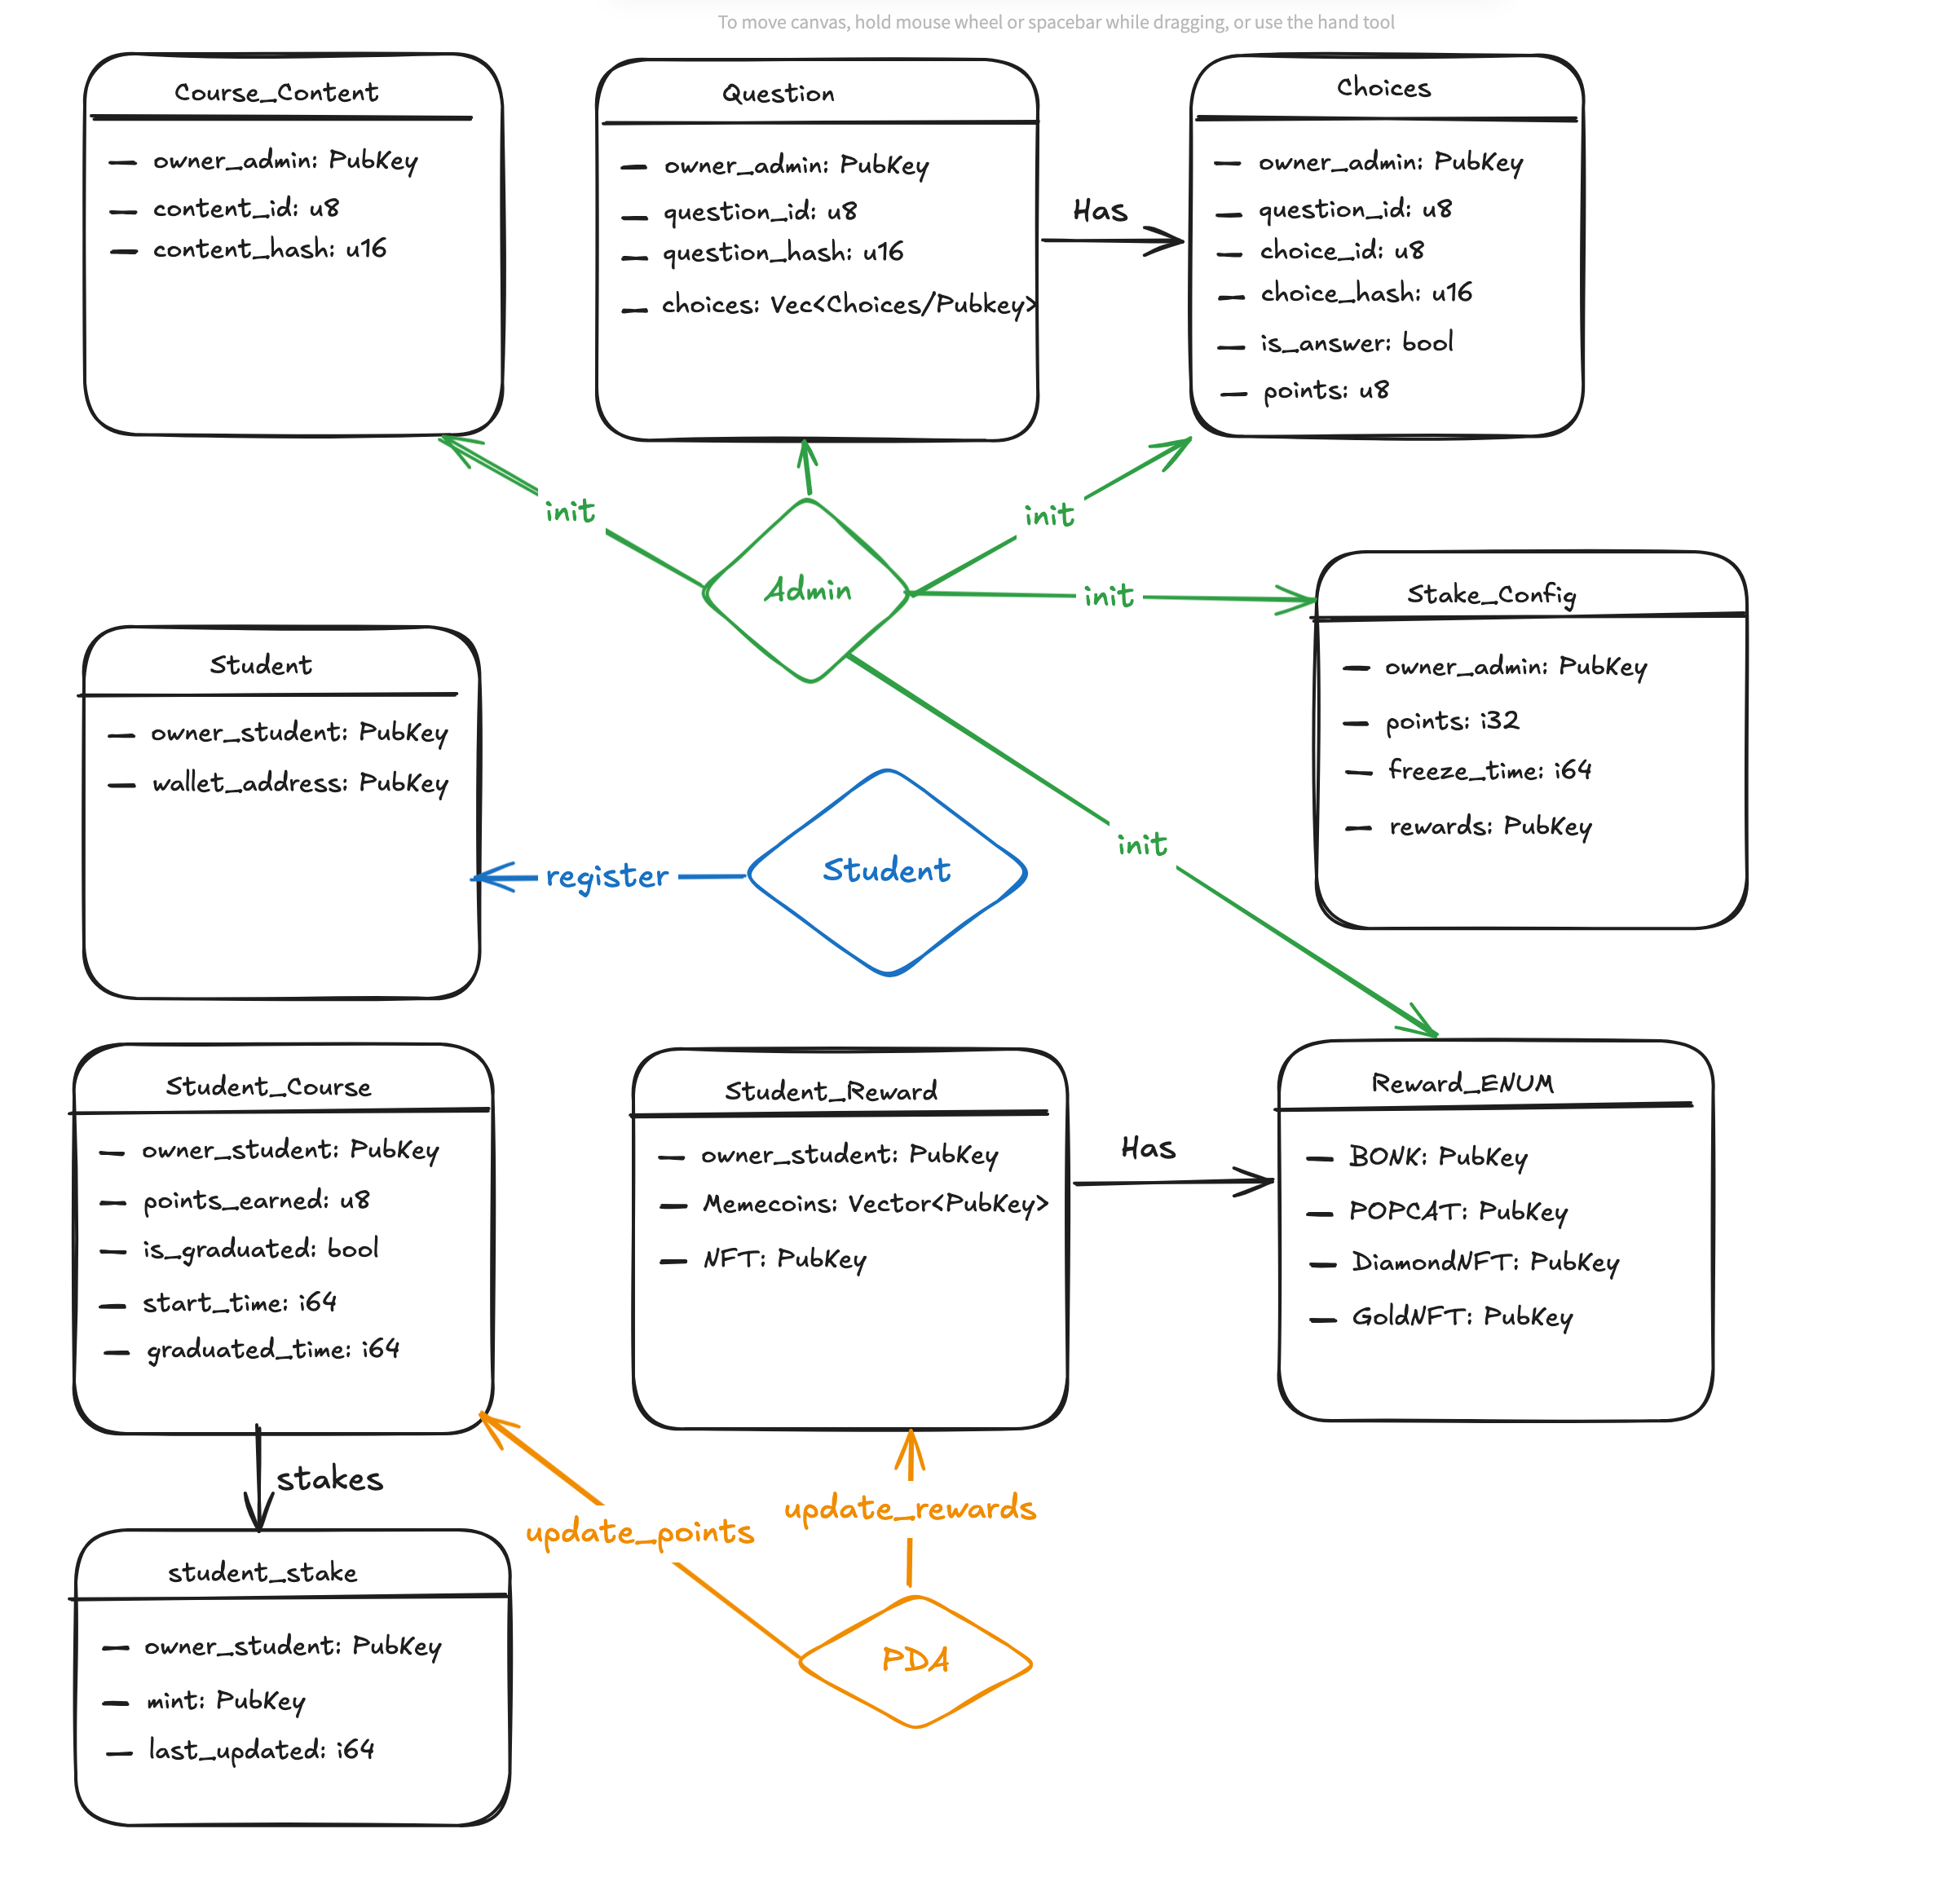 To move canvas, hold mouse wheel or spacebar while dragging, or use the hand tool
Course_Content
— owner_admin: PubKey
— content_id: u8
— content_hash: u16
Question
— owner_admin: PubKey
— question_id: u8
— question_hash: u16
— choices: Vec<Choices/Pubkey>
Has
Choices
— owner_admin: PubKey
— question_id: u8
— choice_id: u8
— choice_hash: u16
— is_answer: bool
— points: u8
init
init
Admin
init
Stake_Config
— owner_admin: PubKey
— points: i32
— freeze_time: i64
— rewards: PubKey
Student
— owner_student: PubKey
— wallet_address: PubKey
register
Student
init
Student_Course
— owner_student: PubKey
— points_earned: u8
— is_graduated: bool
— start_time: i64
— graduated_time: i64
Student_Reward
— owner_student: PubKey
— Memecoins: Vector<PubKey>
— NFT: PubKey
Has
Reward_ENUM
— BONK: PubKey
— POPCAT: PubKey
— DiamondNFT: PubKey
— GoldNFT: PubKey
stakes
update_points
update_rewards
student_stake
— owner_student: PubKey
— mint: PubKey
— last_updated: i64
PDA